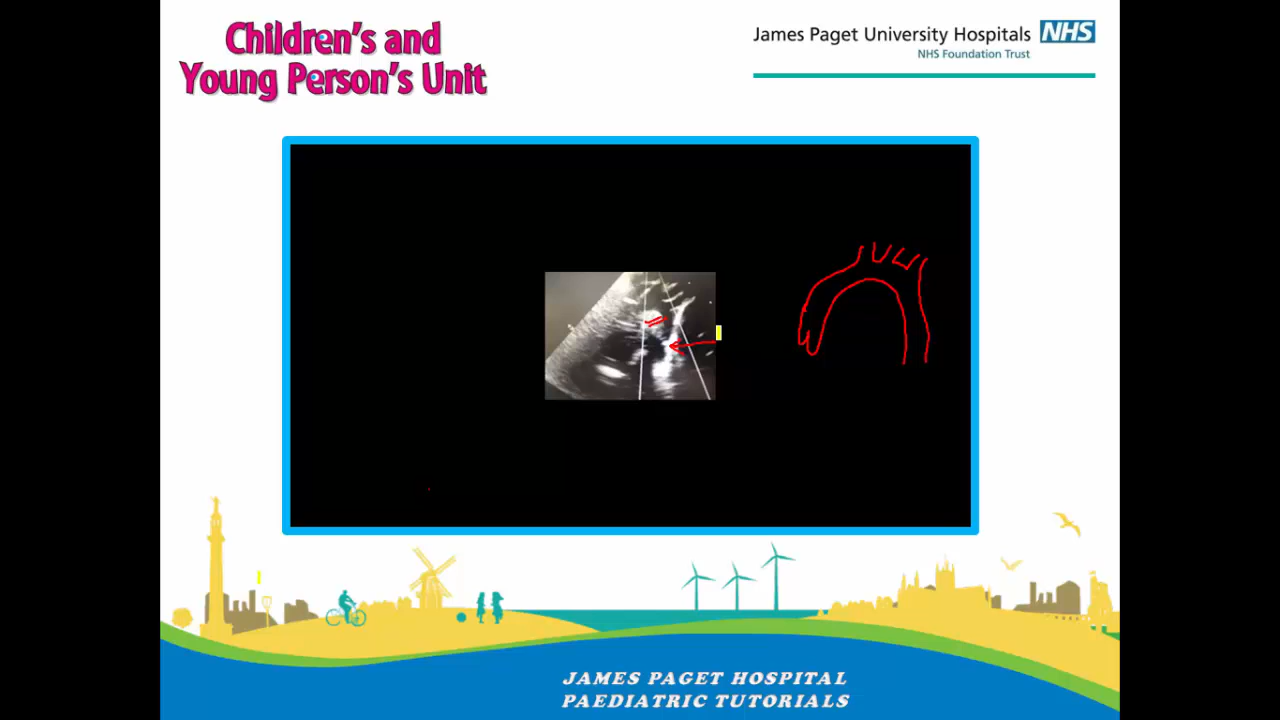 Children's and
Young Person's Unit
James Paget University Hospitals NHS
NHS Foundation Trust
JAMES PAGET HOSPITAL
PAEDIATRIC TUTORIALS